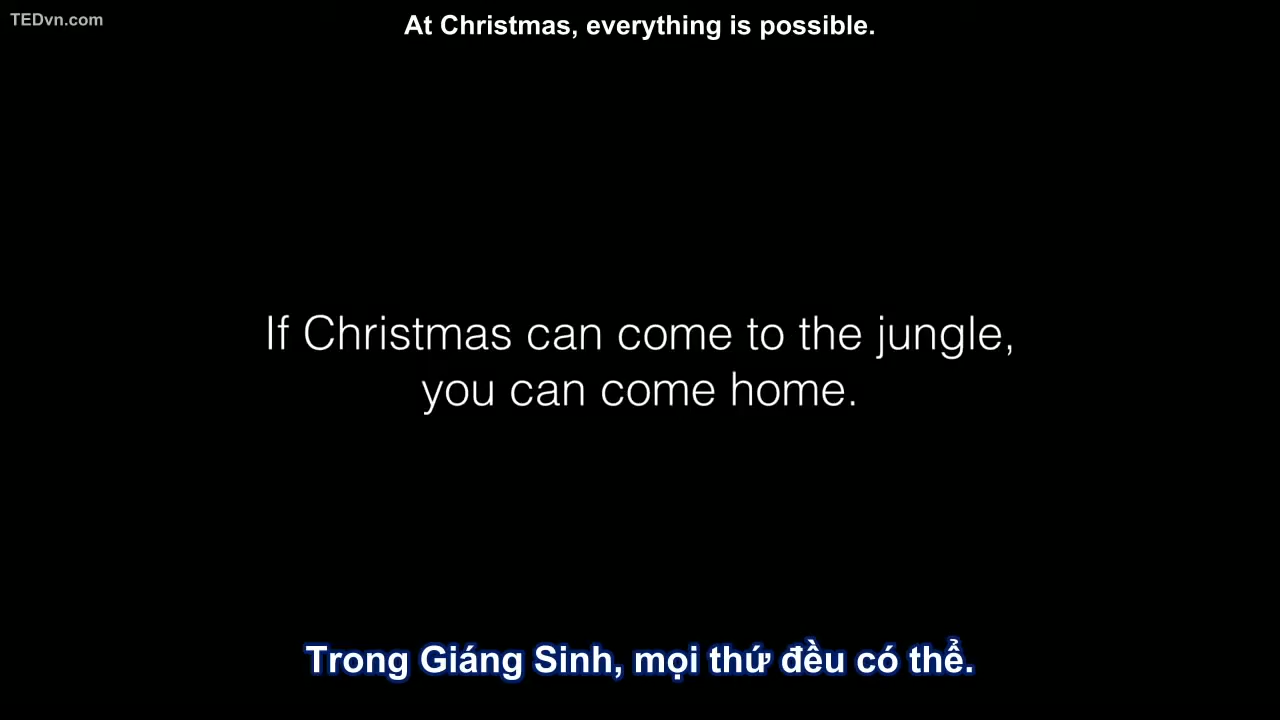 TEDvn.com
At Christmas, everything is possible.
If Christmas can come to the jungle,
you can come home.
Trong Giáng Sinh, mọi thứ đều có thể.